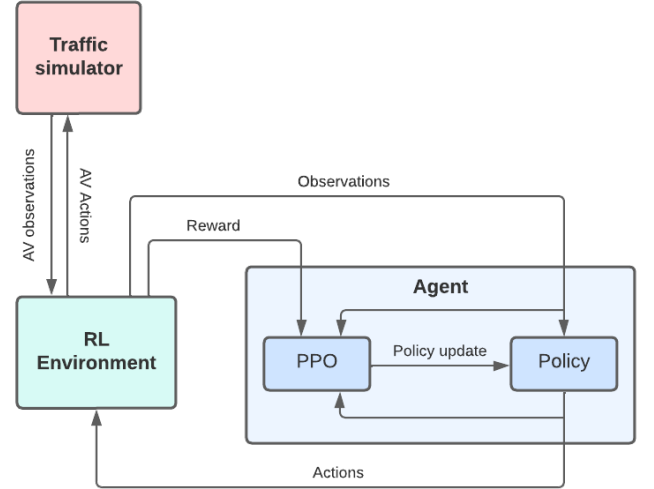 Traffic
simulator
AV observations
AV Actions
Observations
Reward
Agent
RL
Environment
PPO
Policy update
Policy
Actions